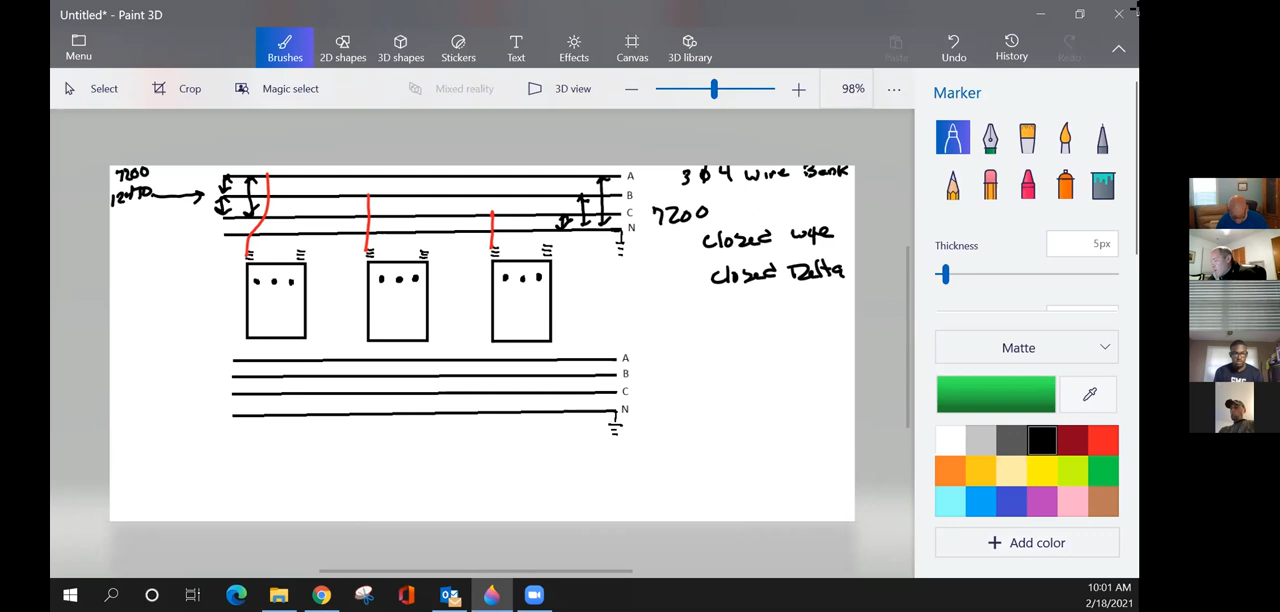 Untitled* - Paint 3D
Menu
Brushes
2D shapes
3D shapes
Stickers
Text
Effects
Canvas
3D library
Paste
Undo
History
Redo
Select
Crop
Magic select
Mixed reality
3D view
98%
Marker
Thickness
5px
Matte
Add color
7200
12470
A
B
C
N
3 Ø 4 wire Bank
7200
closed wye
closed Delta
A
B
C
N
10:01 AM
2/18/2021